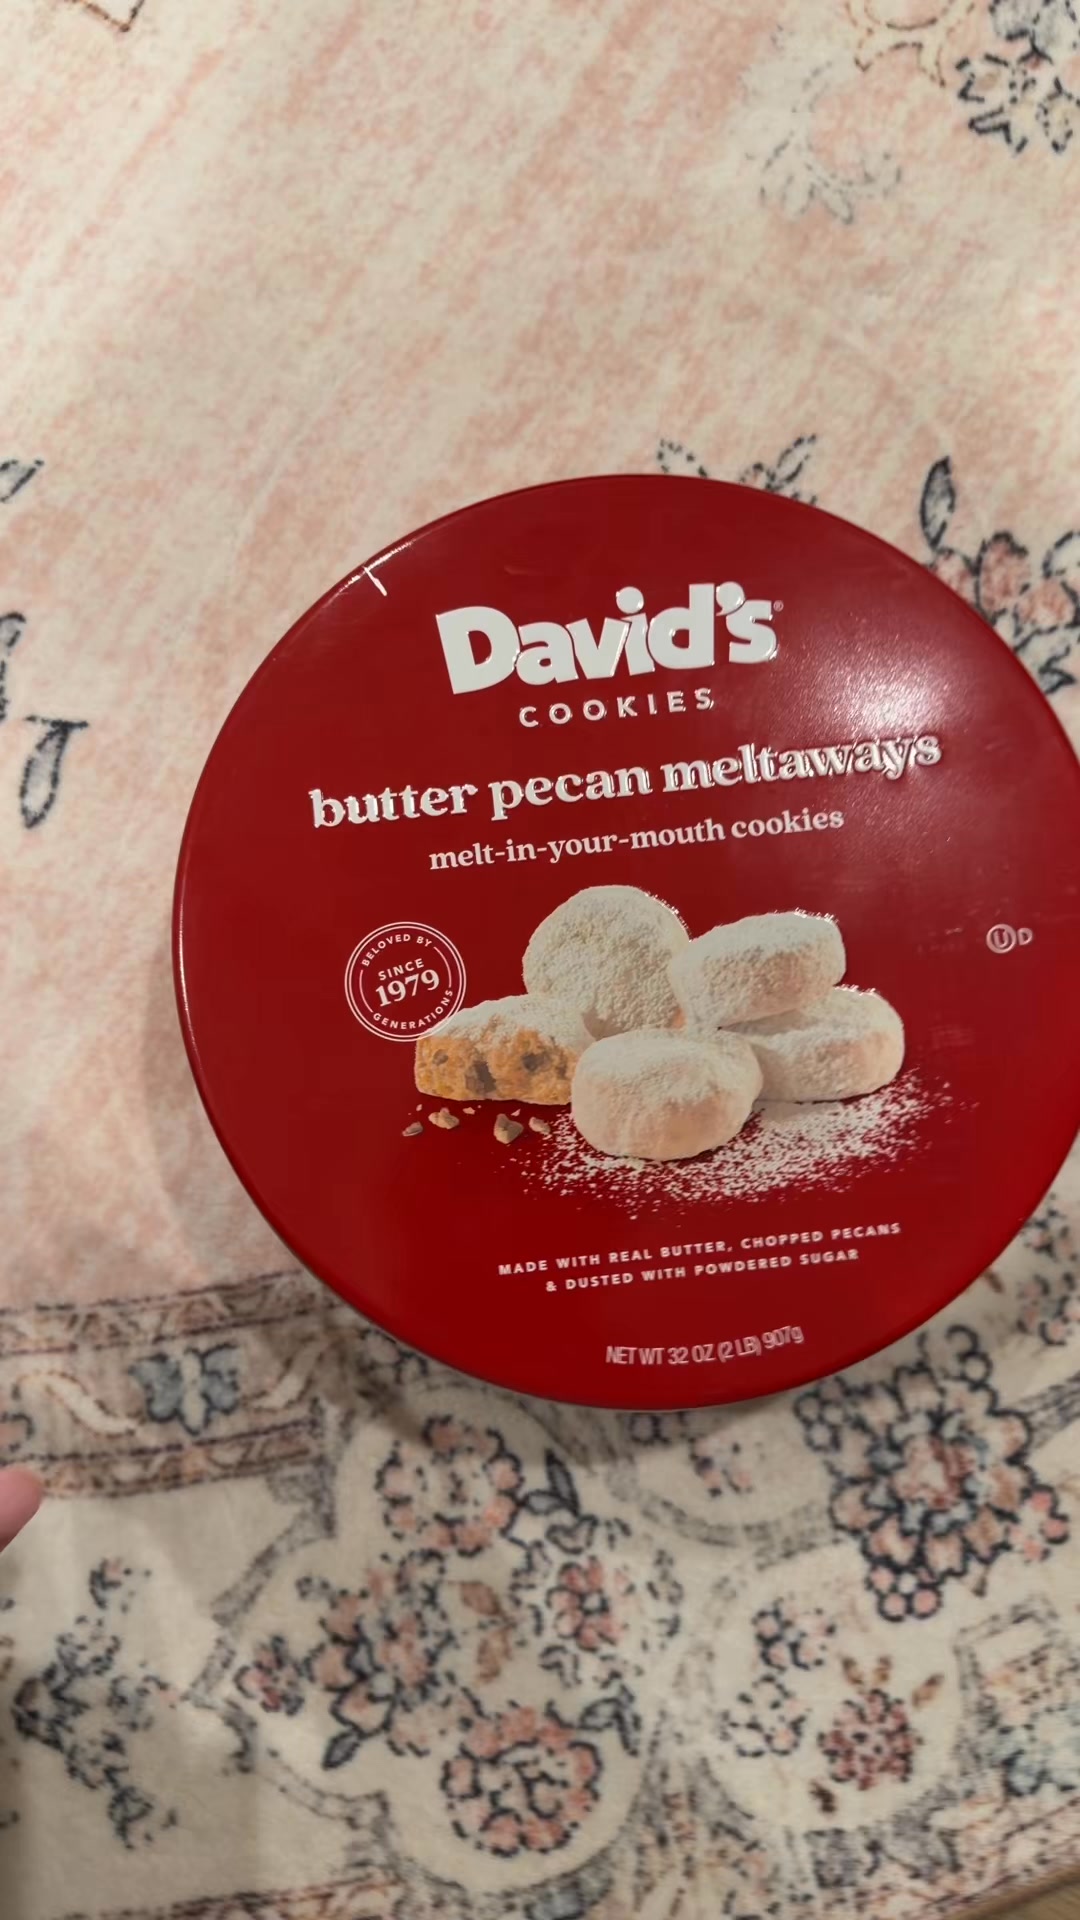 David's®
COOKIES
butter pecan meltaways
melt-in-your-mouth cookies
BELOVED BY
SINCE
1979
GENERATIONS
U D
MADE WITH REAL BUTTER, CHOPPED PECANS
& DUSTED WITH POWDERED SUGAR
NET WT 32 OZ (2 LB) 907g